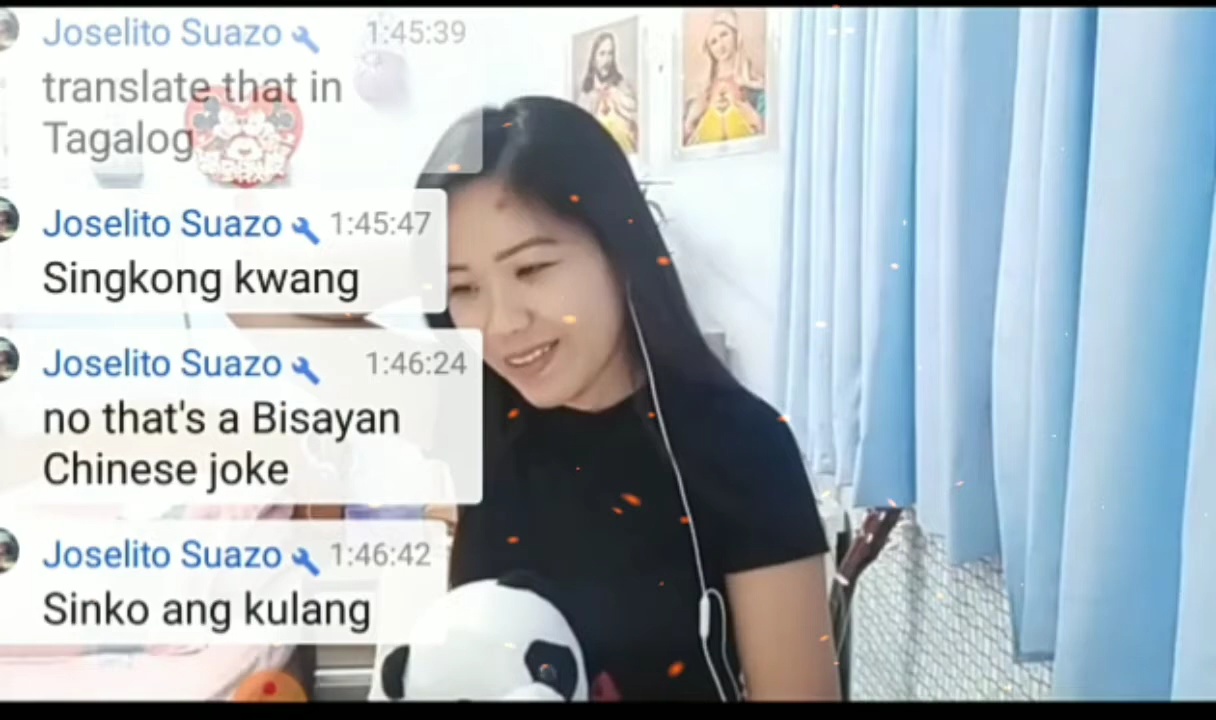 Joselito Suazo 1:45:39
translate that in
Tagalog
Joselito Suazo 1:45:47
Singkong kwang
Joselito Suazo 1:46:24
no that's a Bisayan
Chinese joke
Joselito Suazo 1:46:42
Sinko ang kulang